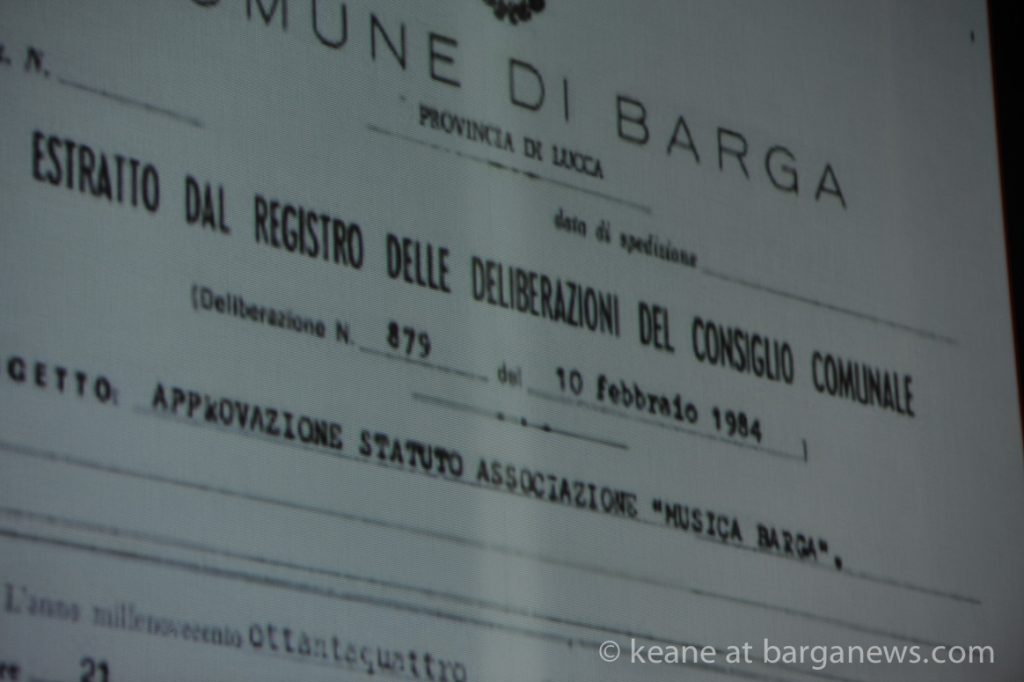 COMUNE DI BARGA
. N.
PROVINCIA DI LUCCA
data di spedizione
ESTRATTO DAL REGISTRO DELLE DELIBERAZIONI DEL CONSIGLIO COMUNALE
(Deliberazione N. 879 del 10 febbraio 1984 )
GETTO: APPROVAZIONE STATUTO ASSOCIAZIONE "MUSICA BARGA".
L'anno millenovecento ottantaquattro
21
© keane at barganews.com